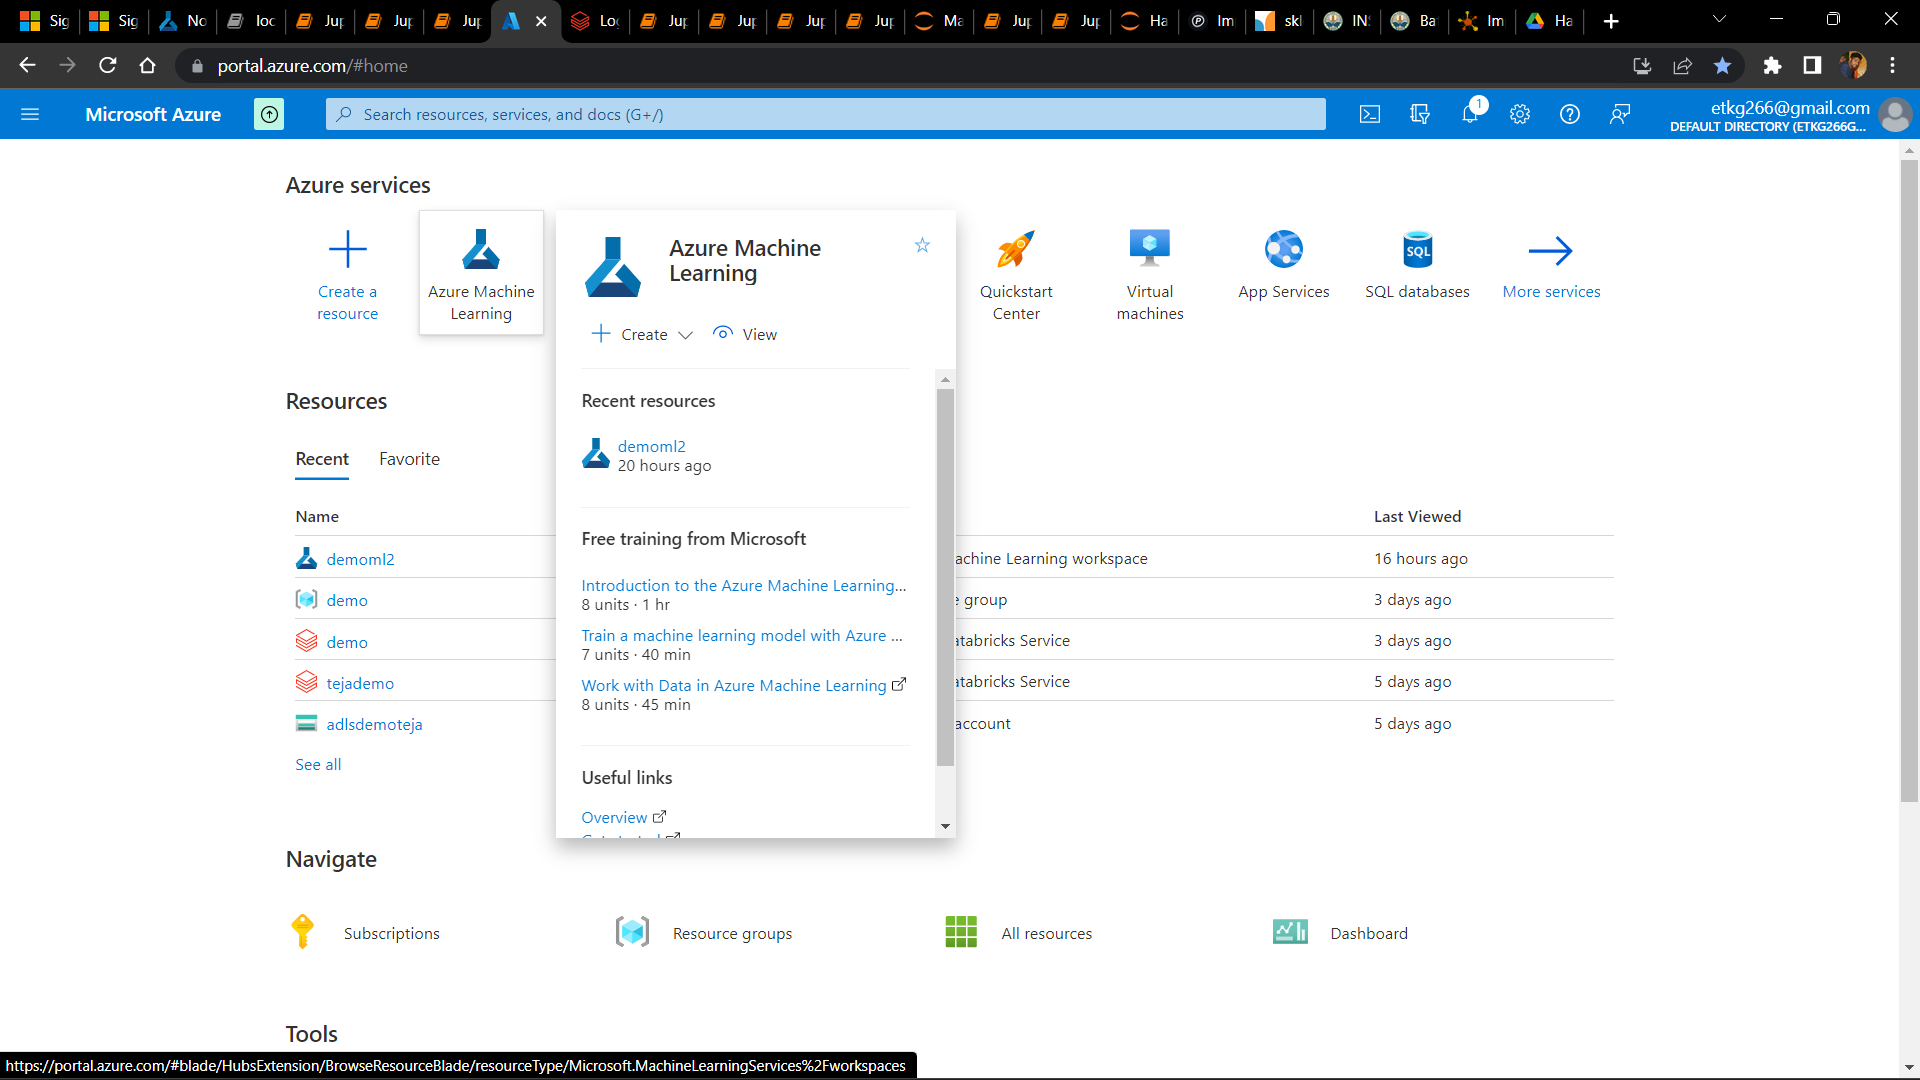 Sig
Sig
No
loc
Jup
Jup
Jup
Log
Jup
Jup
Jup
Jup
Ma
Jup
Jup
Ha
Im
skl
IN
Ba
Im
Ha
portal.azure.com/#home
Microsoft Azure
Search resources, services, and docs (G+/)
1
etkg266@gmail.com
DEFAULT DIRECTORY (ETKG266G...
Azure services
Create a
resource
Azure Machine
Learning
Azure Machine
Learning
Create
View
Quickstart
Center
Virtual
machines
App Services
SQL
SQL databases
More services
Resources
Recent
Favorite
Name
Last Viewed
demoml2
achine Learning workspace
16 hours ago
demo
e group
3 days ago
demo
atabricks Service
3 days ago
tejademo
atabricks Service
5 days ago
adlsdemoteja
account
5 days ago
See all
Recent resources
demoml2
20 hours ago
Free training from Microsoft
Introduction to the Azure Machine Learning...
8 units · 1 hr
Train a machine learning model with Azure ...
7 units · 40 min
Work with Data in Azure Machine Learning
8 units · 45 min
Useful links
Overview
Navigate
Subscriptions
Resource groups
All resources
Dashboard
Tools
https://portal.azure.com/#blade/HubsExtension/BrowseResourceBlade/resourceType/Microsoft.MachineLearningServices%2Fworkspaces